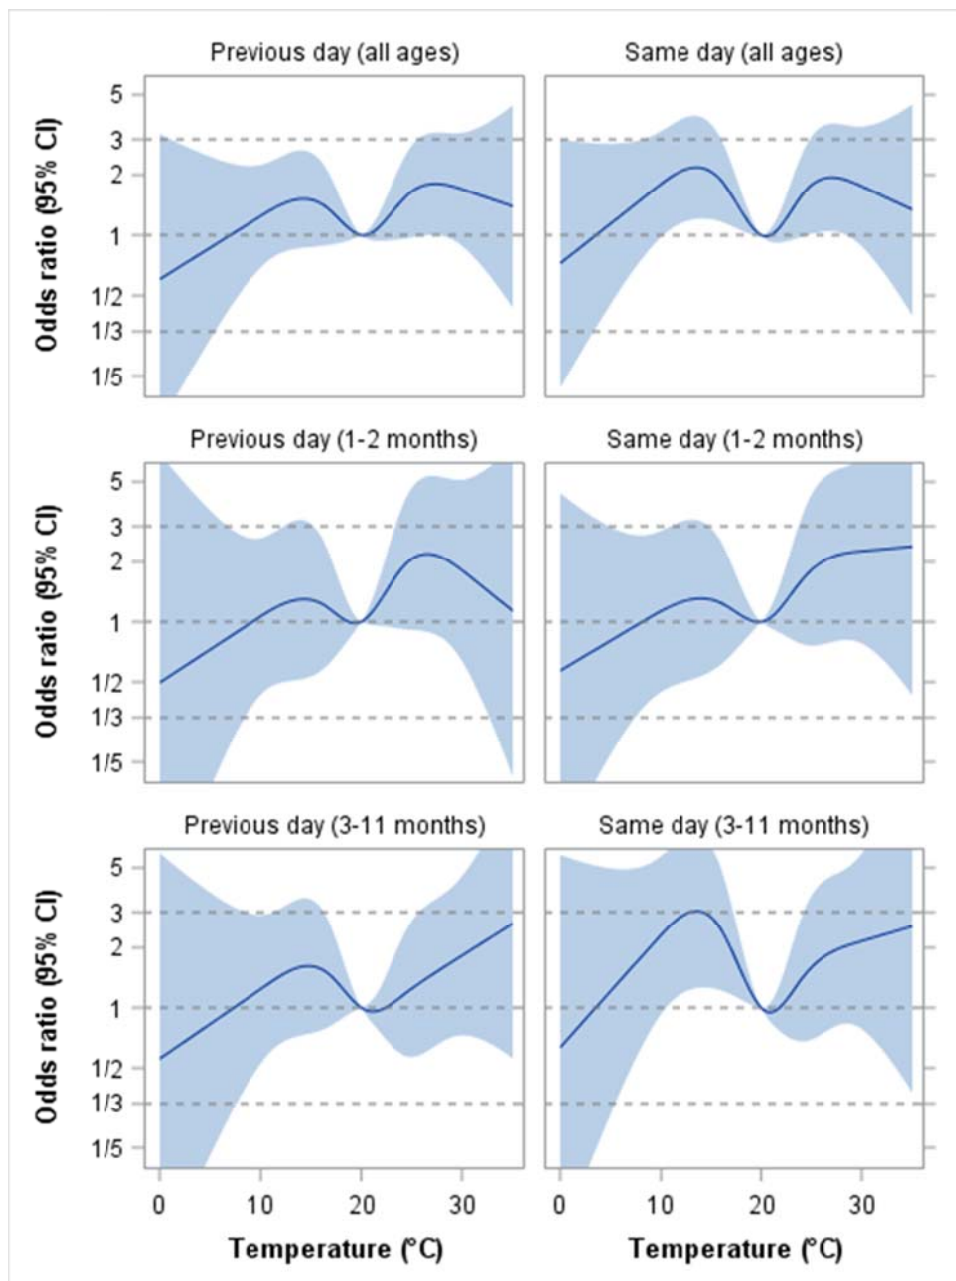 Previous day (all ages)
Same day (all ages)
Odds ratio (95% CI)
5
3
2
1
1/2
1/3
1/5
Previous day (1-2 months)
Same day (1-2 months)
Odds ratio (95% CI)
5
3
2
1
1/2
1/3
1/5
Previous day (3-11 months)
Same day (3-11 months)
Odds ratio (95% CI)
5
3
2
1
1/2
1/3
1/5
0 10 20 30
0 10 20 30
Temperature (°C)
Temperature (°C)